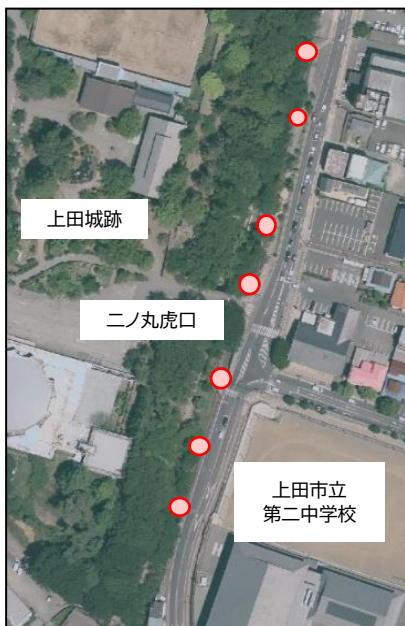 上田城跡
二ノ丸虎口
上田市立
第二中学校